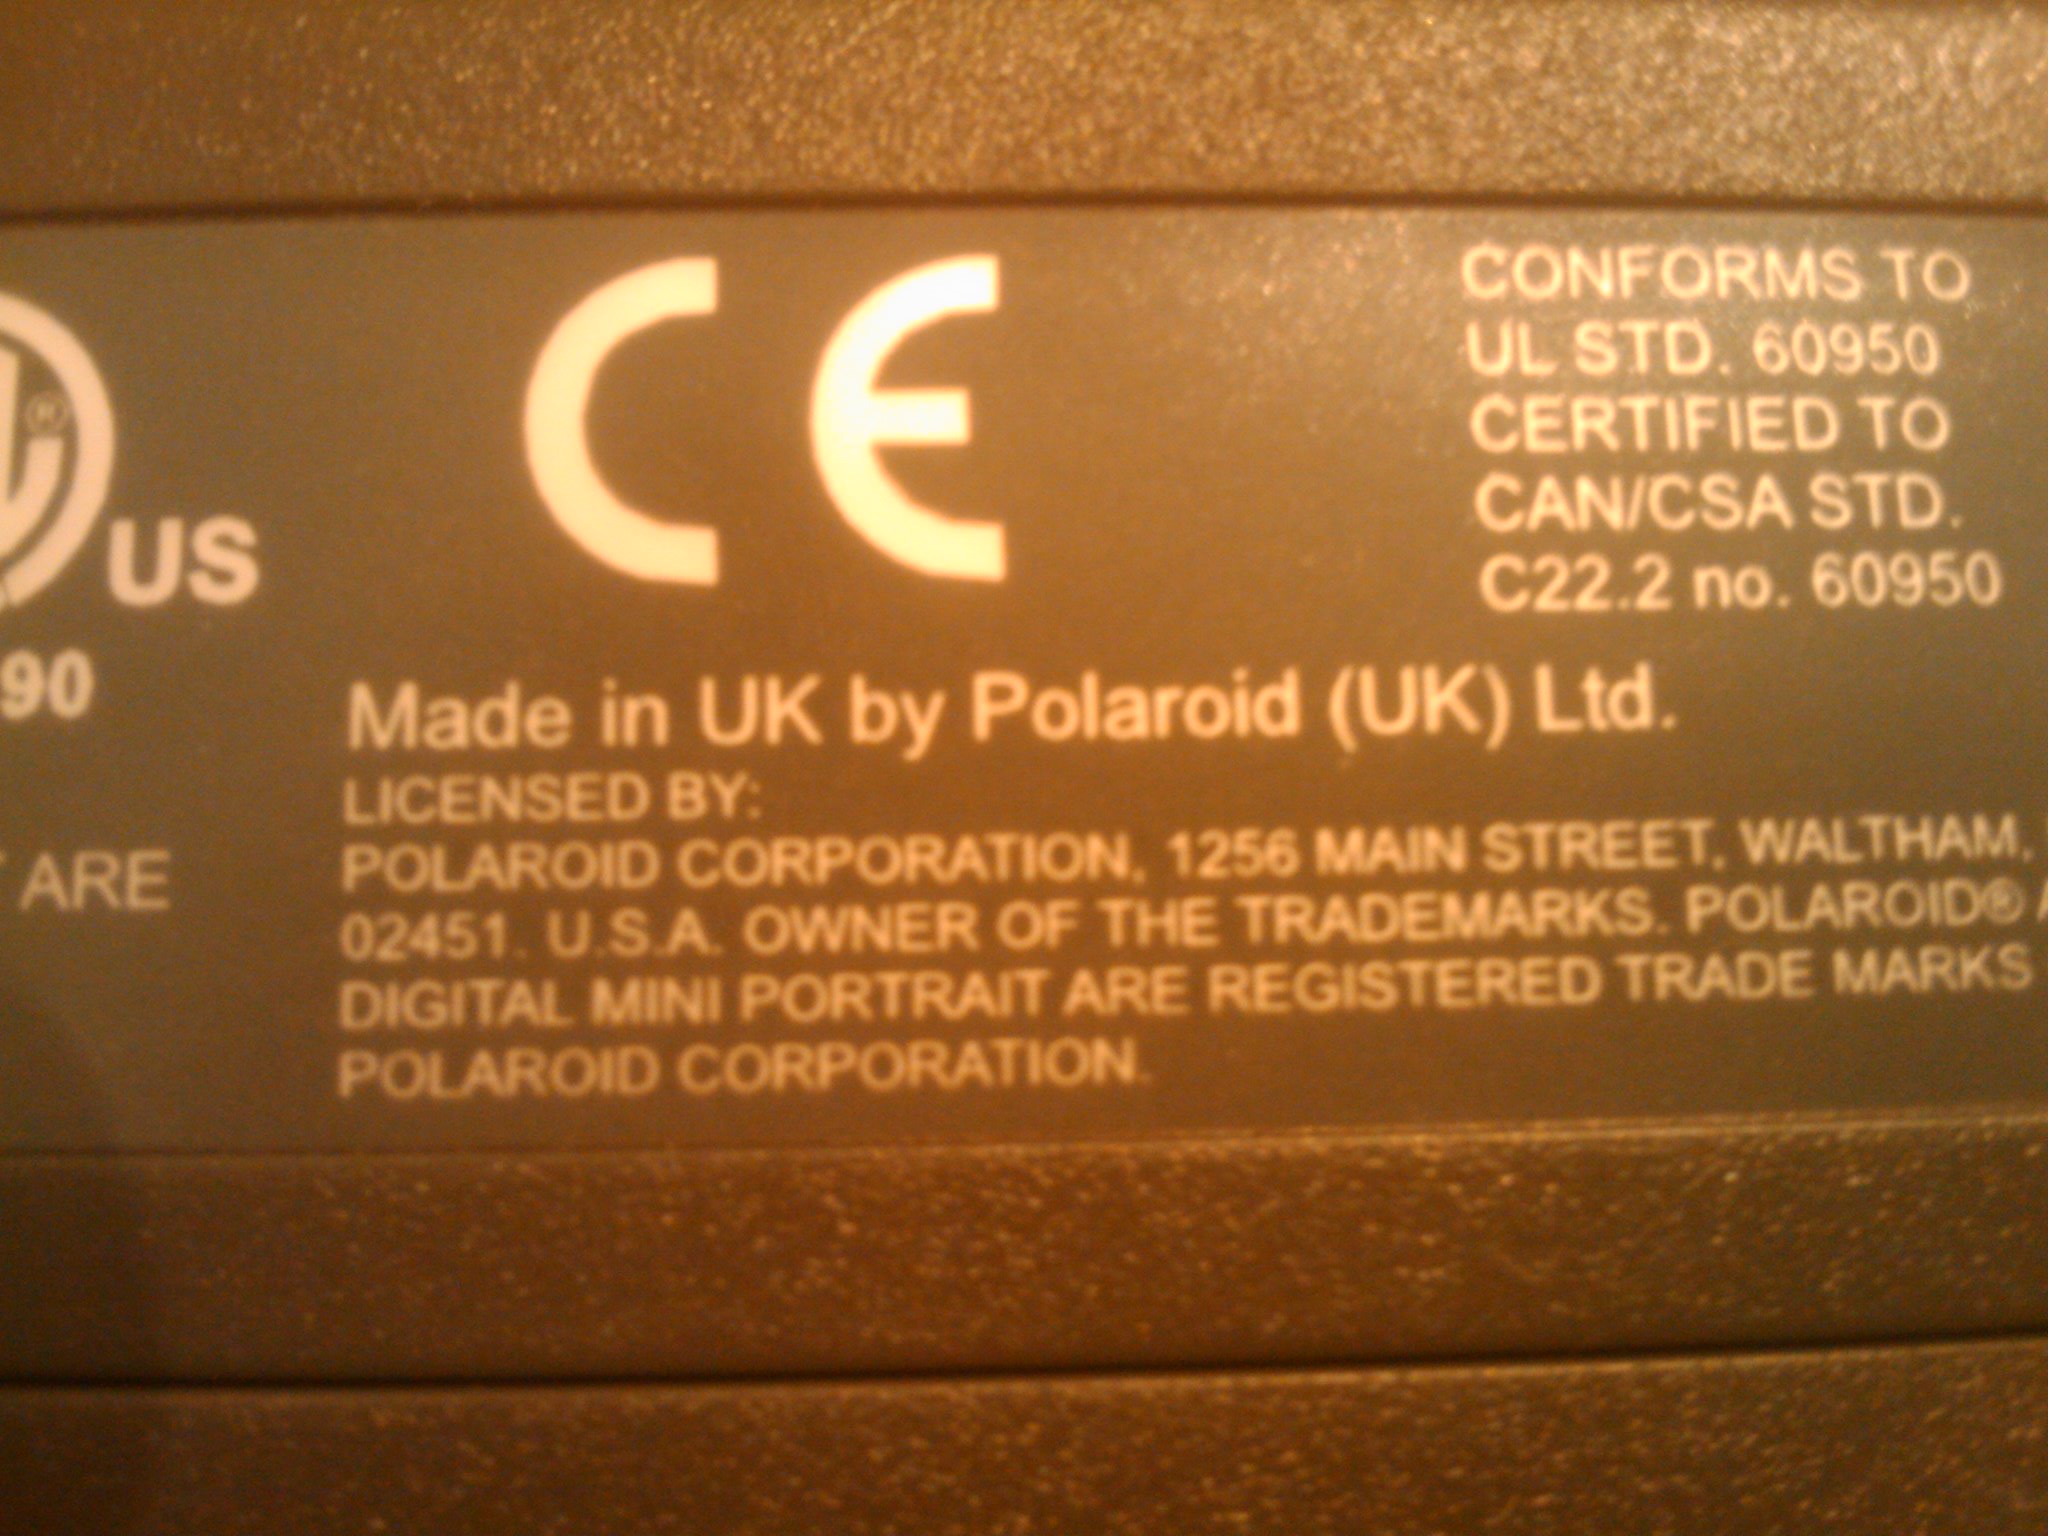 ®
US
90
ARE
CE
CONFORMS TO
UL STD. 60950
CERTIFIED TO
CAN/CSA STD.
C22.2 no. 60950
Made in UK by Polaroid (UK) Ltd.
LICENSED BY:
POLAROID CORPORATION, 1256 MAIN STREET, WALTHAM,
02451. U.S.A. OWNER OF THE TRADEMARKS. POLAROID®
DIGITAL MINI PORTRAIT ARE REGISTERED TRADE MARKS
POLAROID CORPORATION.